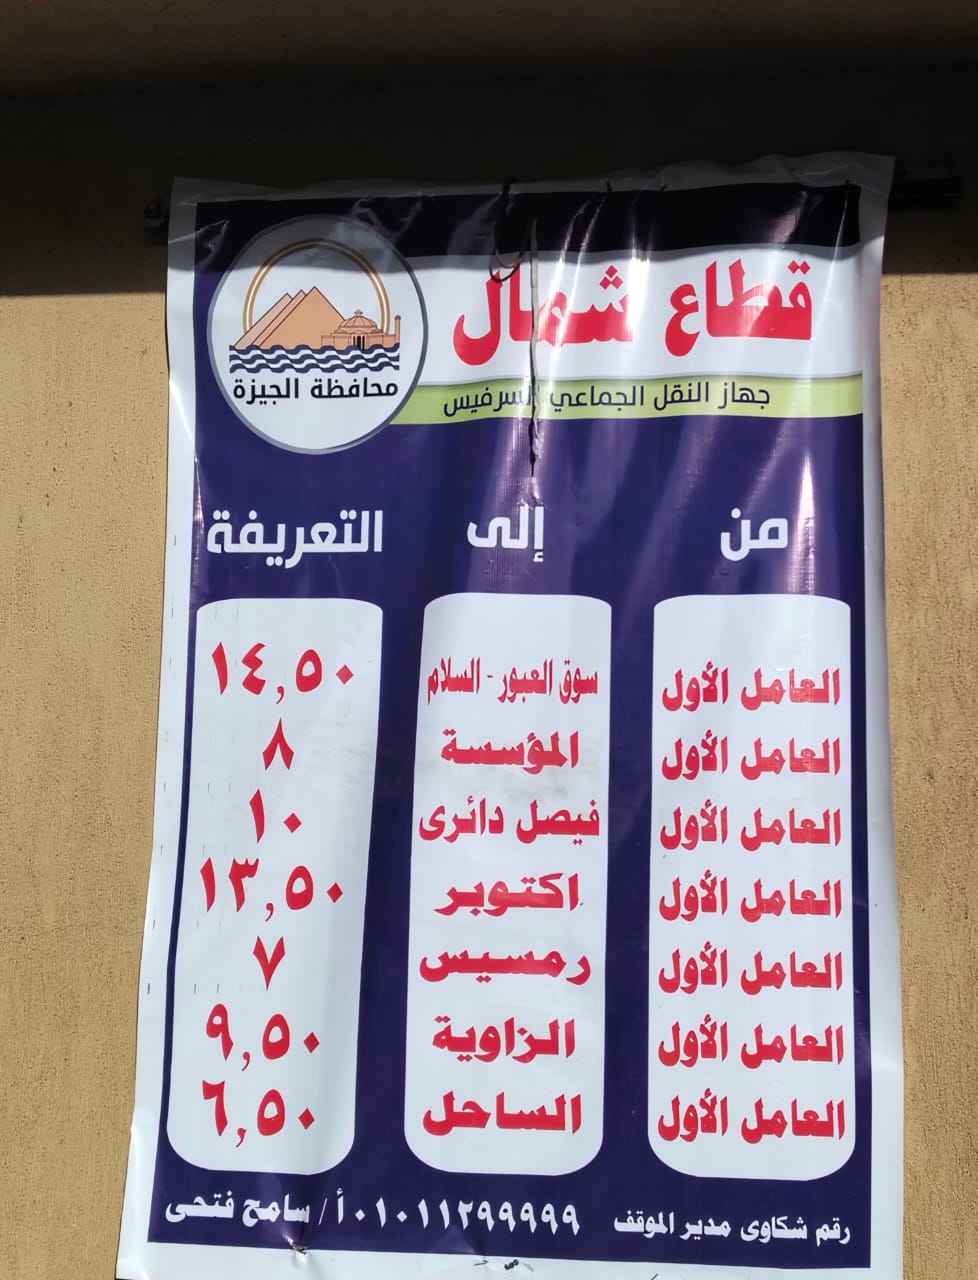 قطاع شمال
جهاز النقل الجماعي السرفيس
محافظة الجيزة
من إلى التعريفة
العامل الأول سوق العبور - السلام ١٤,٥٠
العامل الأول المؤسسة ٨
العامل الأول فيصل دائرى ١٠
العامل الأول اكتوبر ١٣,٥٠
العامل الأول رمسيس ٧
العامل الأول الزاوية ٩,٥٠
العامل الأول الساحل ٦,٥٠
رقم شكاوى مدير الموقف ٠١٠١١٢٩٩٩٩٩ أ/ سامح فتحى